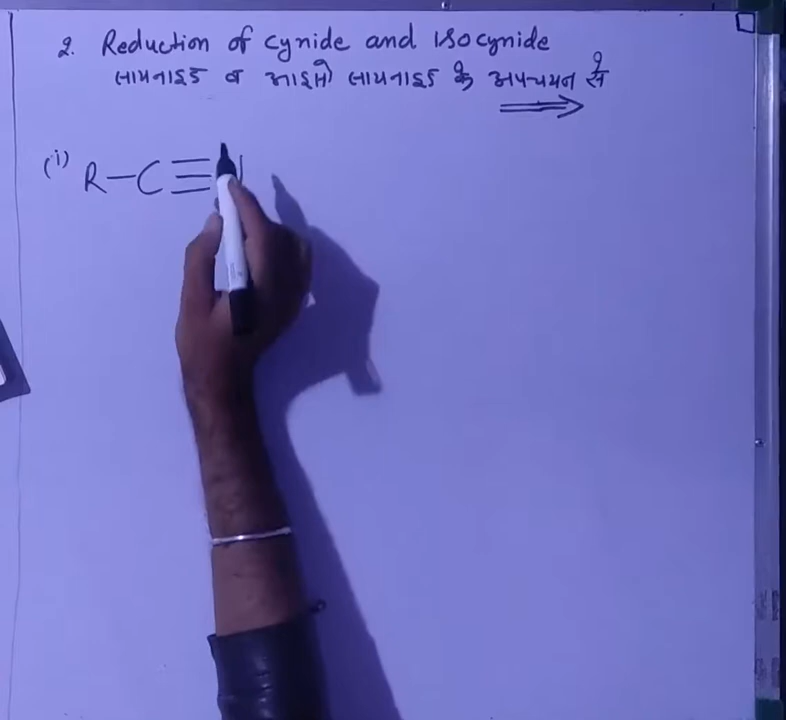 2. Reduction of cynide and isocynide
सायनाइड व आइसो सायनाइड के अपचयन से
(i) R-C≡N